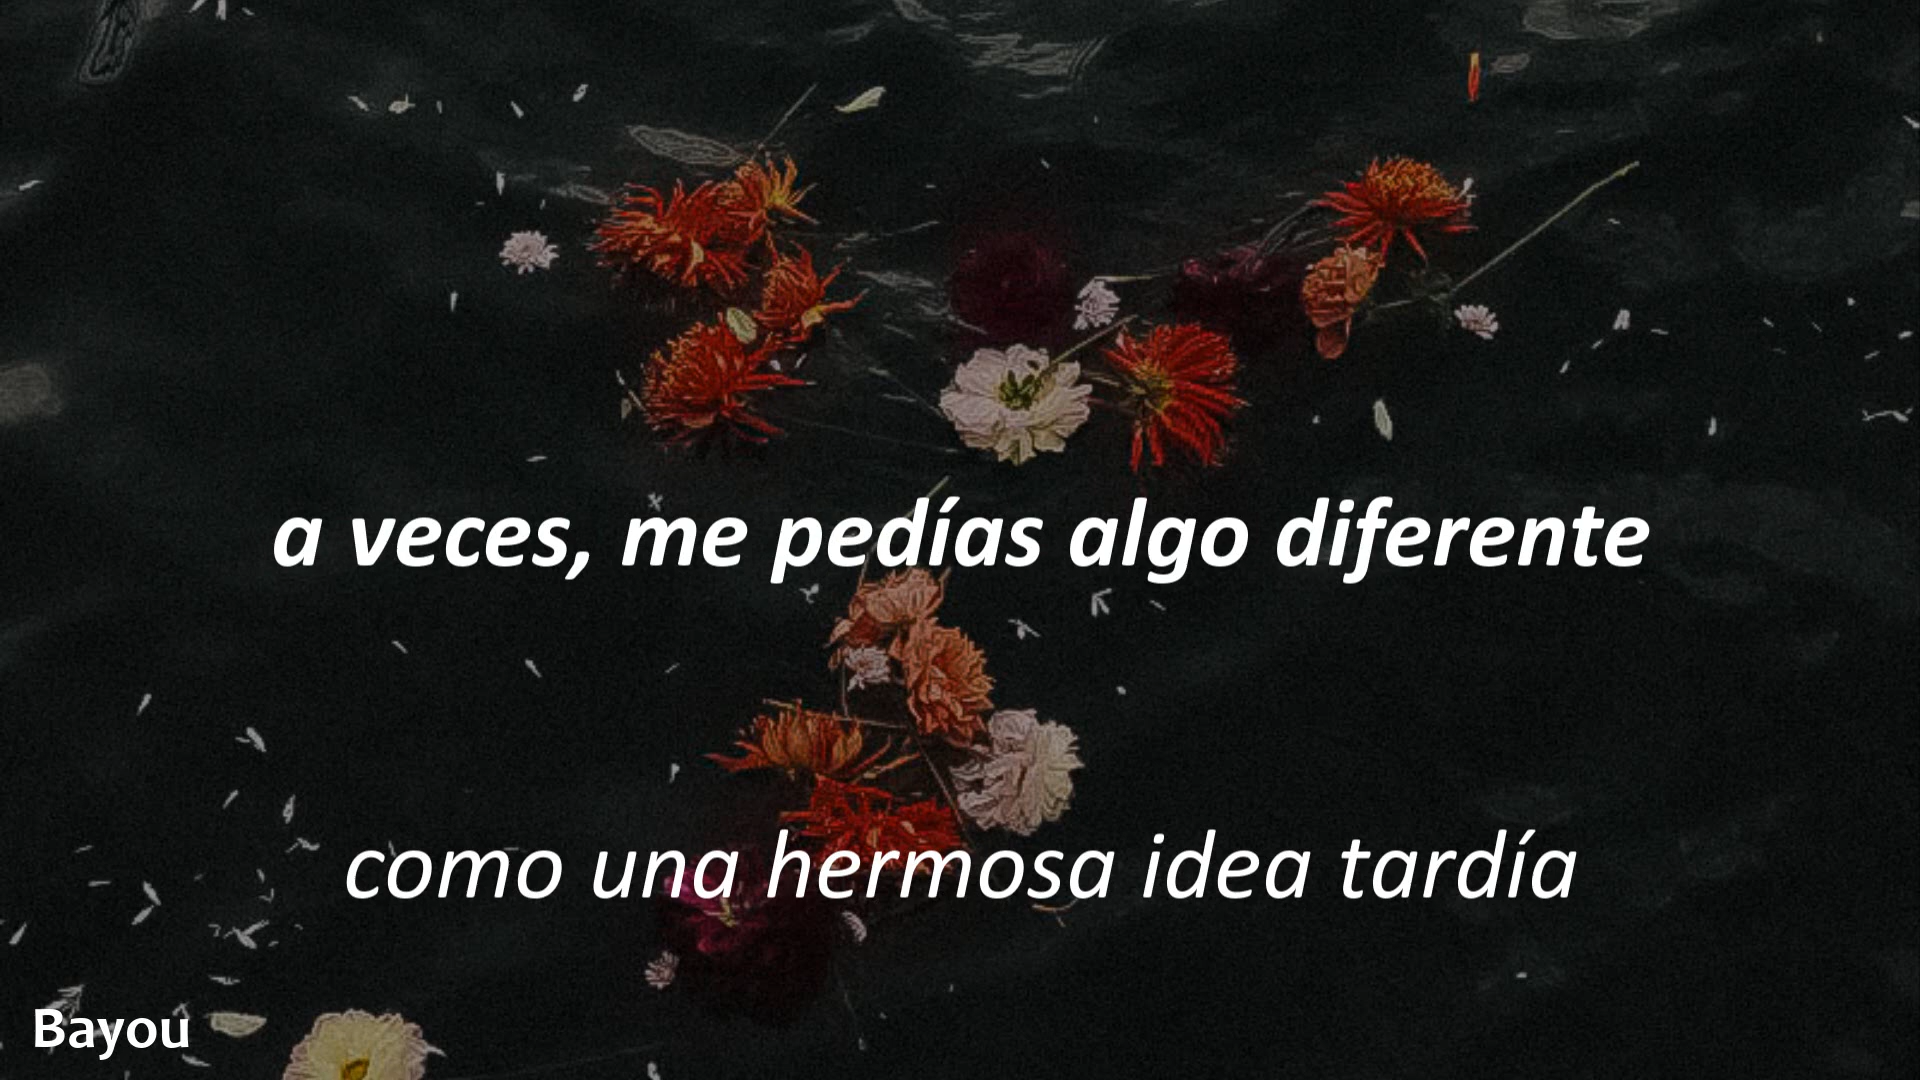 a veces, me pedías algo diferente
como una hermosa idea tardía
Bayou